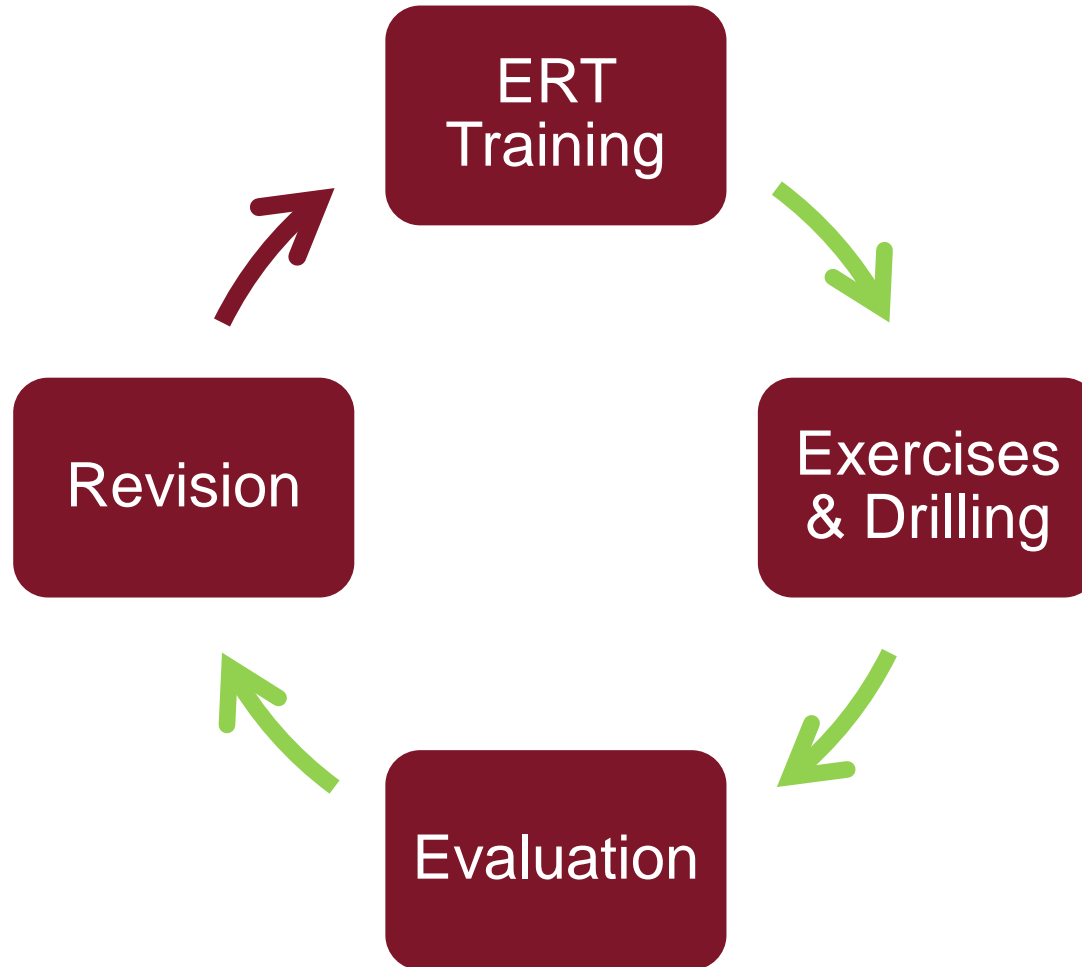 ERT
Training
Exercises
& Drilling
Evaluation
Revision